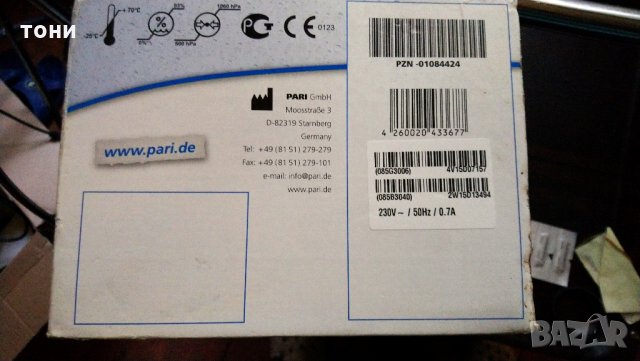 тони
+ 70°C
-25°C
93%
0%
1060 hPa
500 hPa
0123
PZN -01084424
PARI GmbH
Moosstraße 3
D-82319 Starnberg
Germany
Tel: +49 (81 51) 279-279
Fax: +49 (81 51) 279-101
e-mail: info@pari.de
www.pari.de
www.pari.de
4 260020 433677
(085G3006) 4V15D07157
(085B3040) 2W15D13494
230V ~ / 50Hz / 0.7A
BAZAR
bg